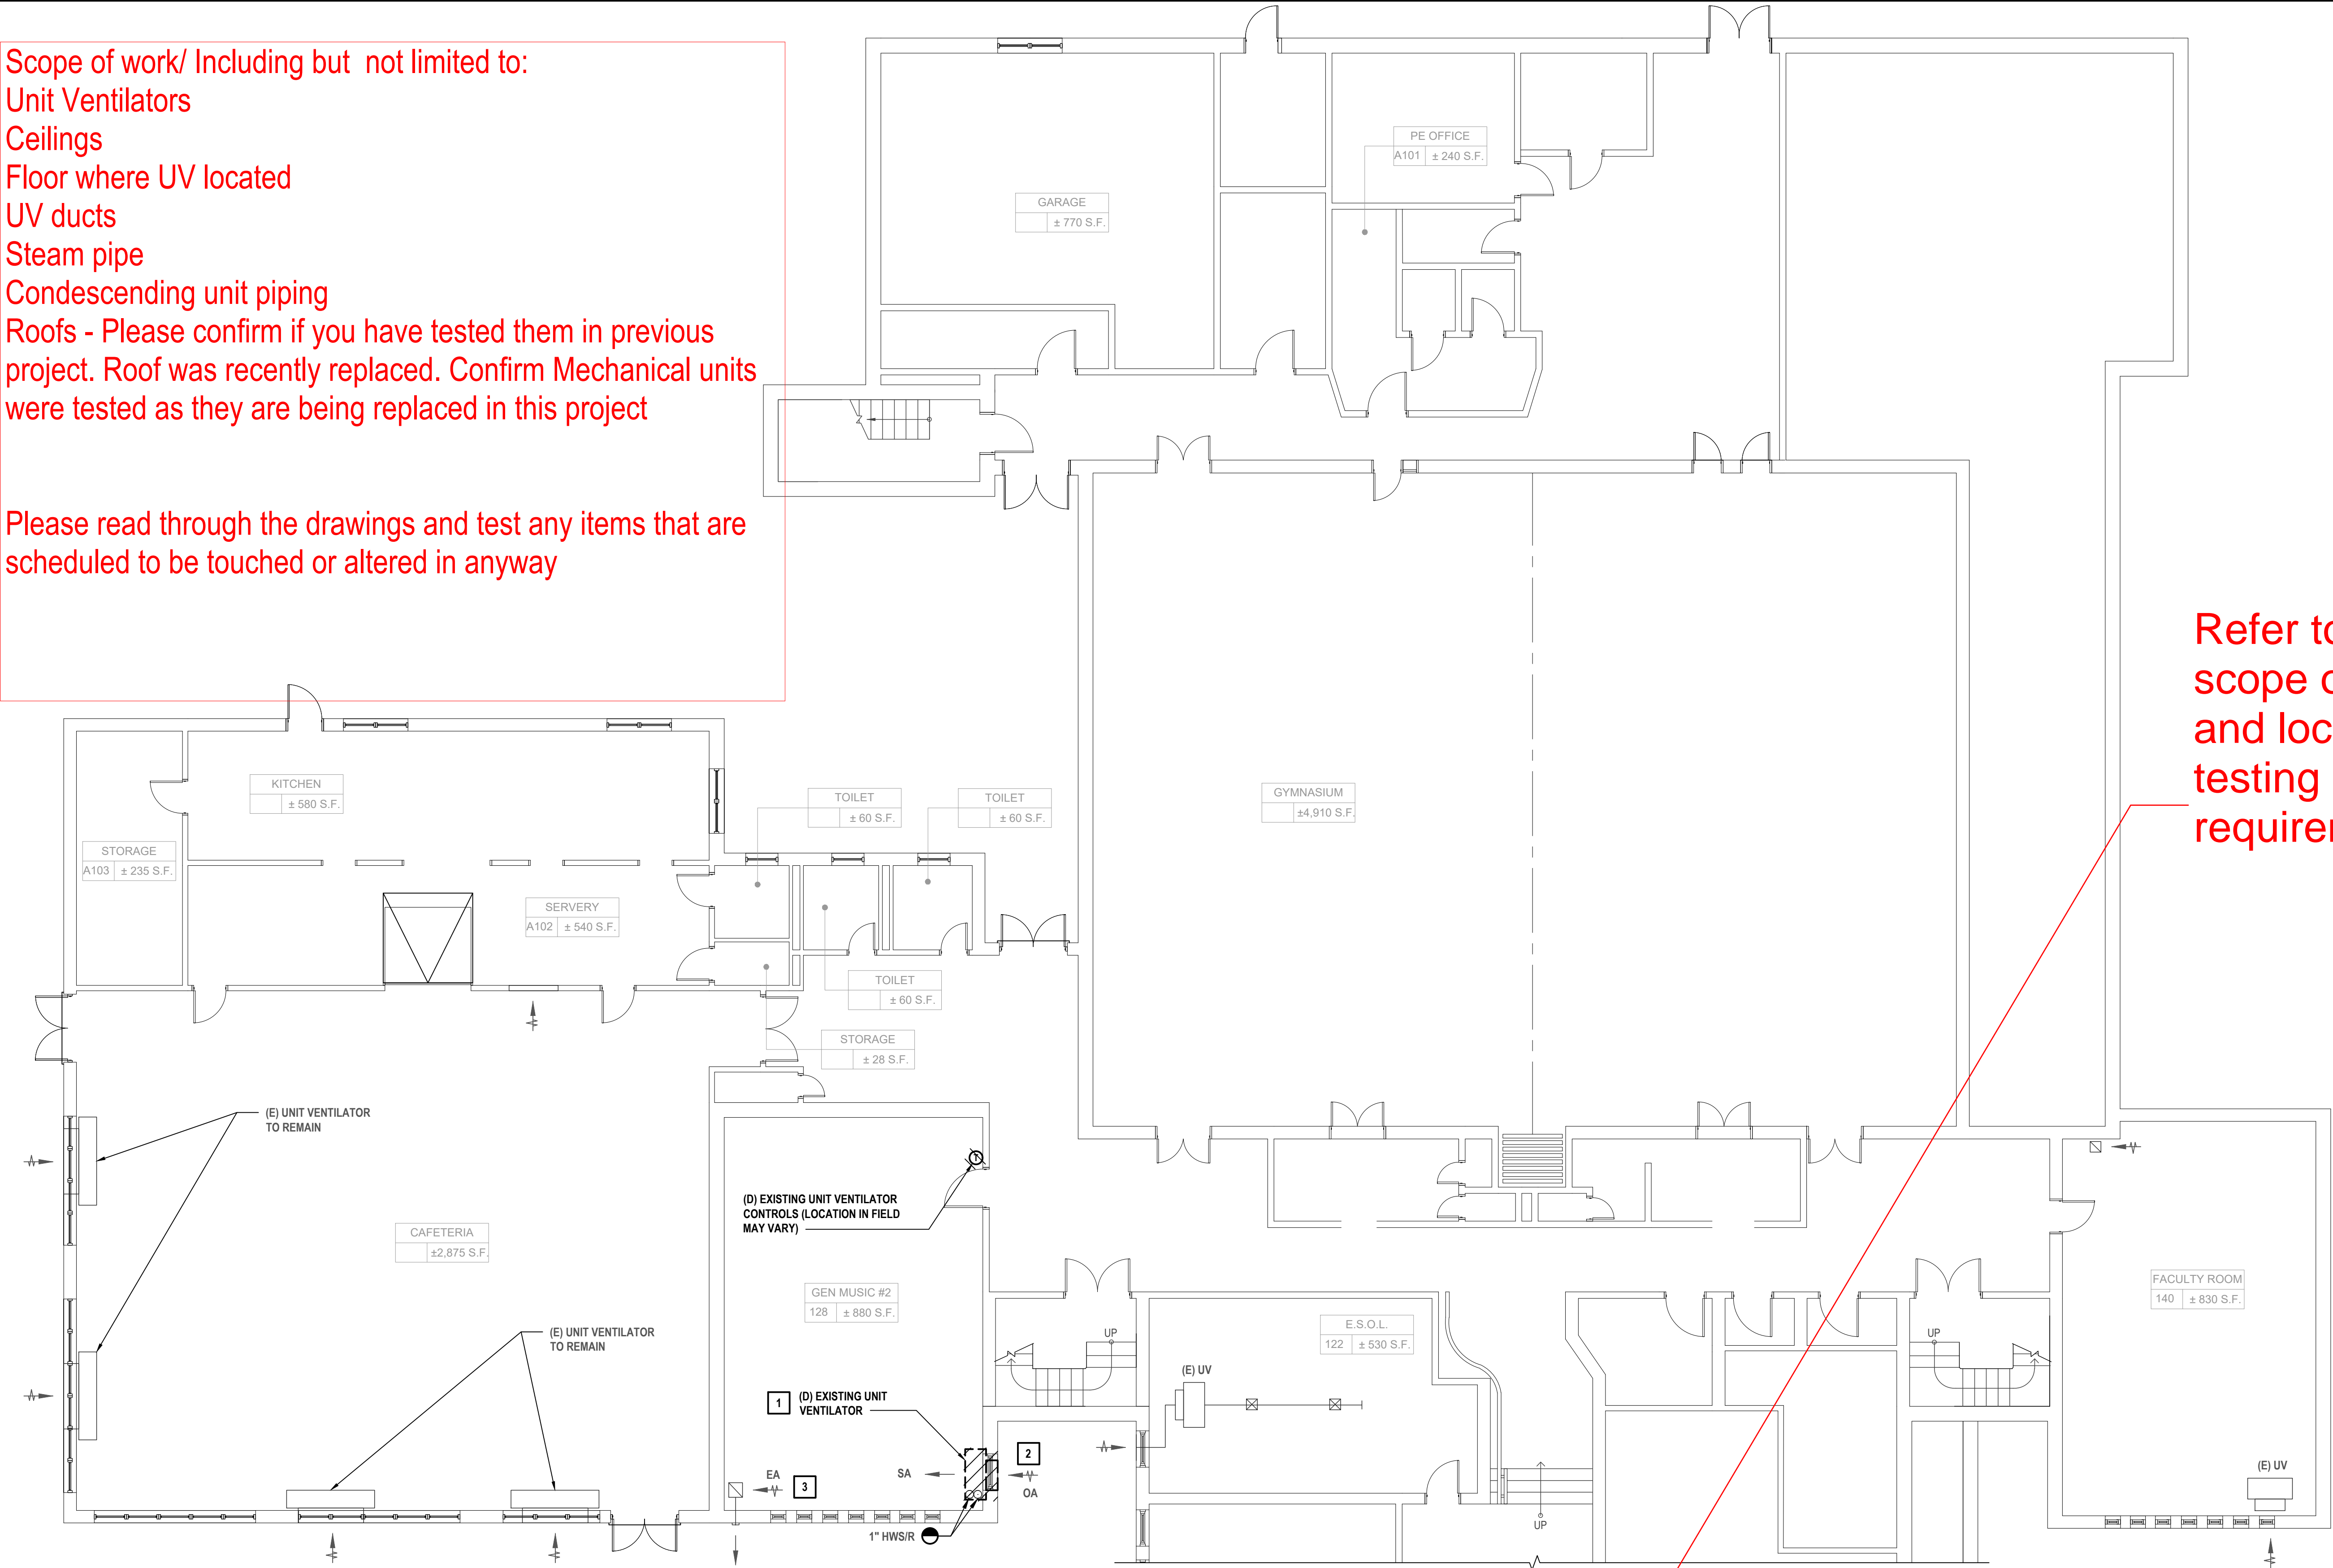 Scope of work/ Including but  not limited to:
Unit Ventilators
Ceilings
Floor where UV located
UV ducts
Steam pipe
Condescending unit piping
Roofs - Please confirm if you have tested them in previous
project. Roof was recently replaced. Confirm Mechanical units
were tested as they are being replaced in this project
Please read through the drawings and test any items that are
scheduled to be touched or altered in anyway
PE OFFICE
A101 ± 240 S.F.
GARAGE
± 770 S.F.
Refer to
scope
and loc
testing
require
KITCHEN
± 580 S.F.
TOILET
± 60 S.F.
TOILET
± 60 S.F.
GYMNASIUM
±4,910 S.F.
STORAGE
A103 ± 235 S.F.
SERVERY
A102 ± 540 S.F.
TOILET
± 60 S.F.
STORAGE
± 28 S.F.
(E) UNIT VENTILATOR
TO REMAIN
T
(D) EXISTING UNIT VENTILATOR
CONTROLS (LOCATION IN FIELD
MAY VARY)
CAFETERIA
±2,875 S.F.
GEN MUSIC #2
128 ± 880 S.F.
FACULTY ROOM
140 ± 830 S.F.
(E) UNIT VENTILATOR
TO REMAIN
UP
E.S.O.L.
122 ± 530 S.F.
UP
(E) UV
1 (D) EXISTING UNIT
VENTILATOR
2
EA
3
SA
OA
(E) UV
1" HWS/R
UP